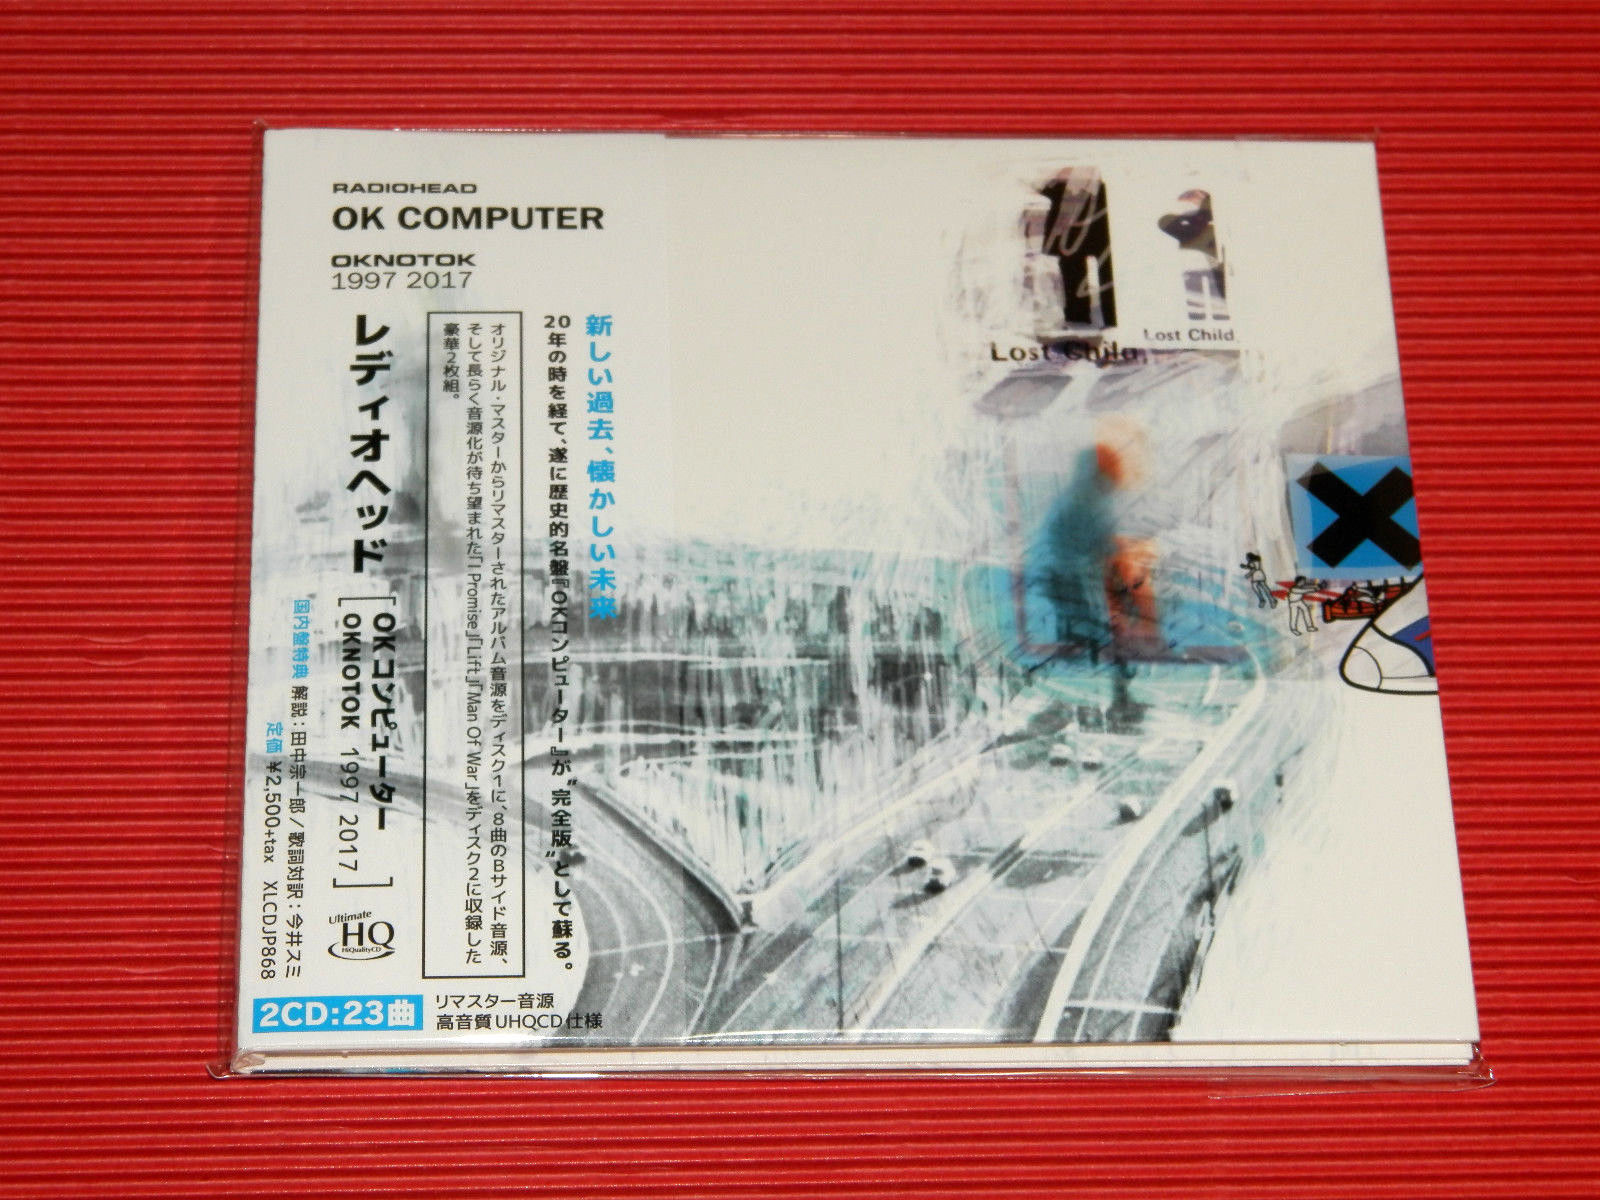 RADIOHEAD
OK COMPUTER
OKNOTOK
1997 2017
Lost Child,
Lost Child.
新しい過去、懐かしい未来
20年の時を経て、遂に歴史的名盤『OKコンピューター』が“完全版”として蘇る。
オリジナル・マスターからリマスターされたアルバム音源をディスク1に、8曲のBサイド音源、
そして長らく音源化が待ち望まれた「I Promise」「Lift」「Man Of War」をディスク2に収録した
豪華2枚組。
レディオヘッド
[OKコンピューター
OKNOTOK 1997 2017]
Ultimate
HQ
HiQualityCD
国内盤特典 解説：田中宗一郎 / 歌詞対訳：今井スミ
定価 ¥2,500+tax XLCDJP868
2CD:23曲
リマスター音源
高音質UHQCD仕様